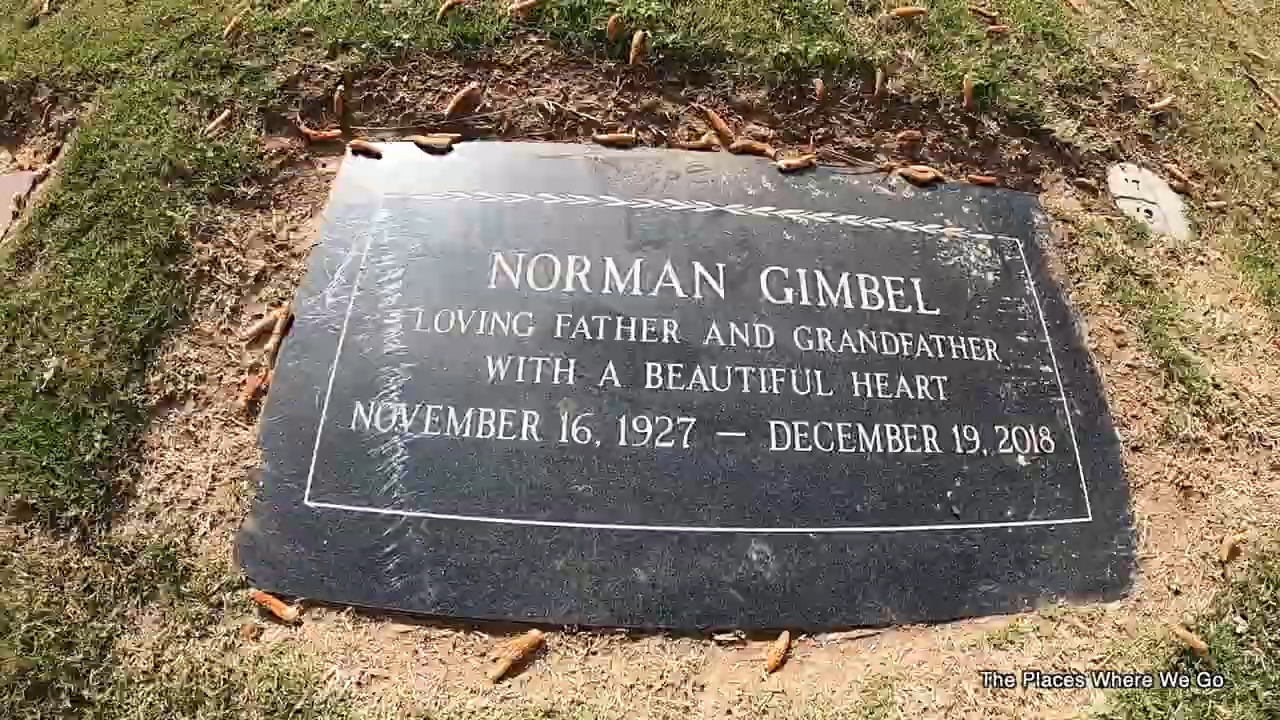 NORMAN GIMBEL
LOVING FATHER AND GRANDFATHER
WITH A BEAUTIFUL HEART
NOVEMBER 16, 1927 — DECEMBER 19, 2018
The Places Where We Go